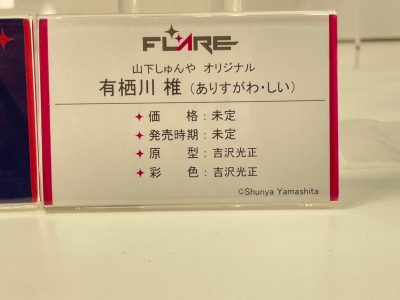 FLARE
山下しゅんや オリジナル
有栖川 椎（ありすがわ・しい）
✦価　　格：未定
✦発売時期：未定
✦原　　型：吉沢光正
✦彩　　色：吉沢光正
©Shunya Yamashita